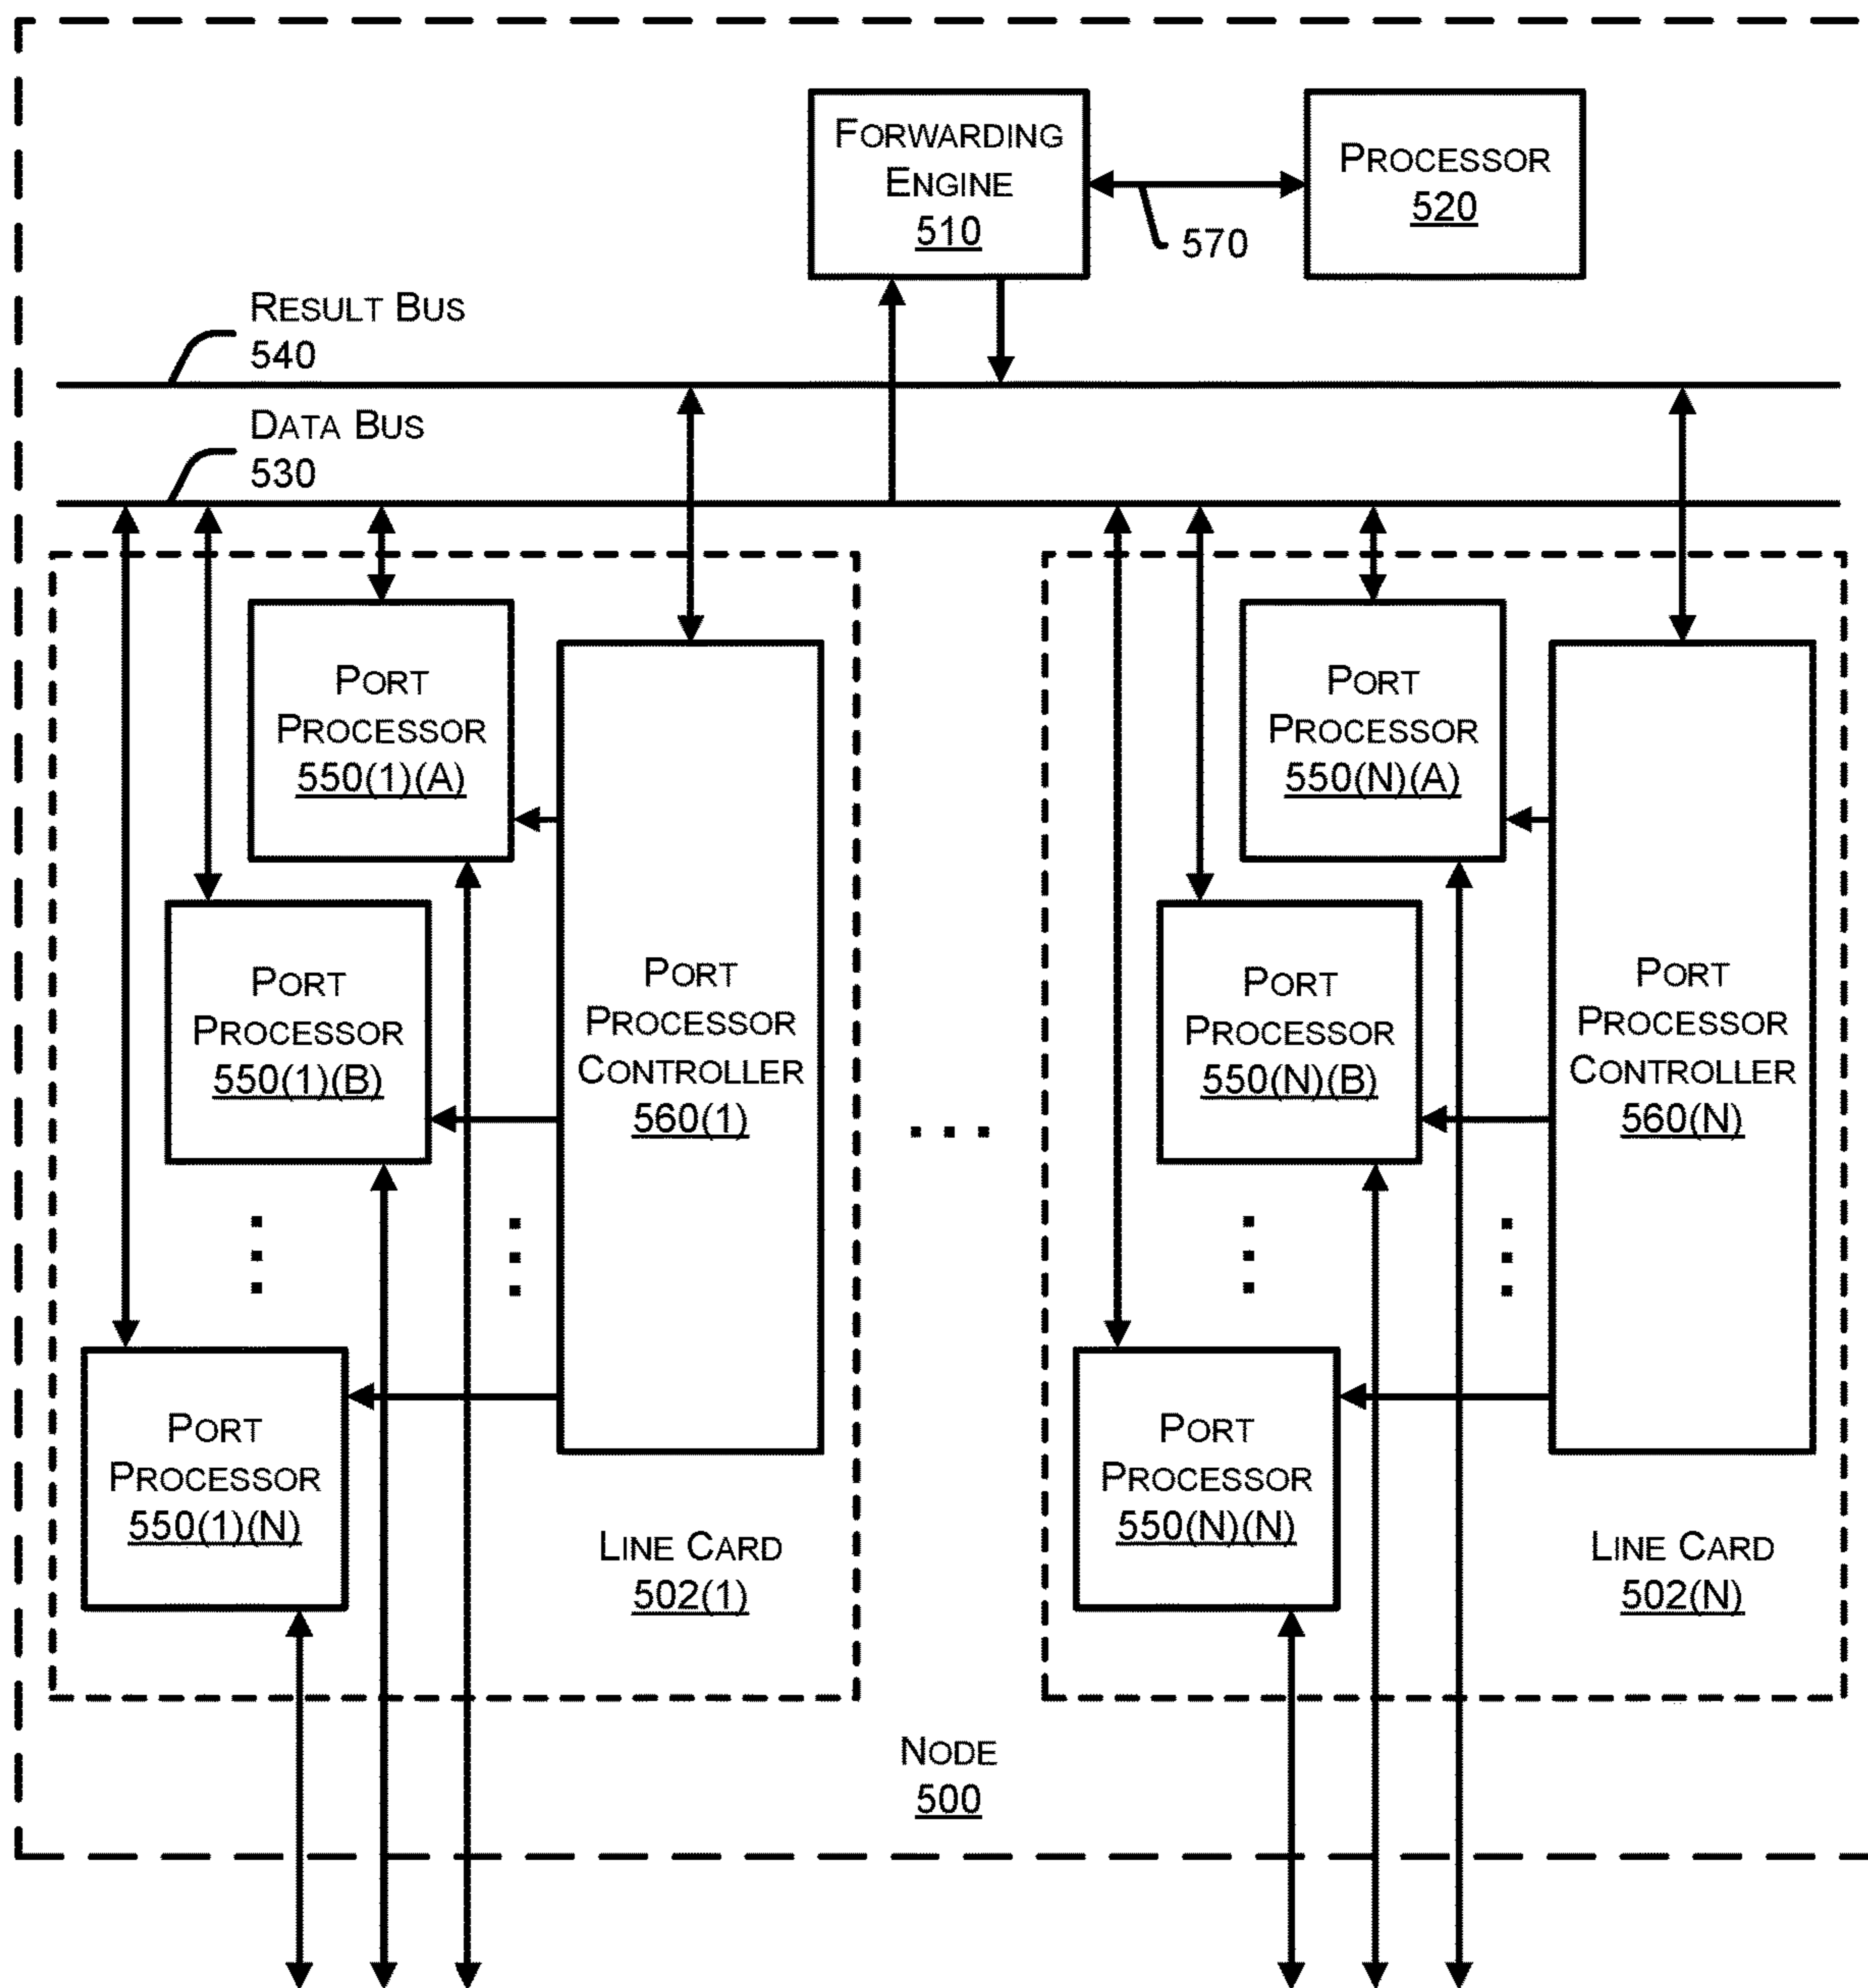 FORWARDING
ENGINE
510
PROCESSOR
520
570
RESULT BUS
540
DATA BUS
530
PORT
PROCESSOR
550(1)(A)
PORT
PROCESSOR
550(1)(B)
PORT
PROCESSOR
550(1)(N)
PORT
PROCESSOR
CONTROLLER
560(1)
LINE CARD
502(1)
. . .
PORT
PROCESSOR
550(N)(A)
PORT
PROCESSOR
550(N)(B)
PORT
PROCESSOR
550(N)(N)
PORT
PROCESSOR
CONTROLLER
560(N)
LINE CARD
502(N)
NODE
500